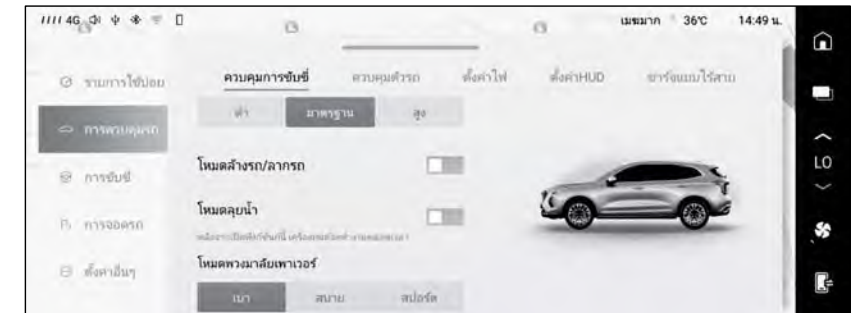 4G เมฆมาก 36℃ 14:49 น.
รายการใช้บ่อย
การควบคุมรถ
การขับขี่
การจอดรถ
ตั้งค่าอื่นๆ
ควบคุมการขับขี่ ควบคุมตัวรถ ตั้งค่าไฟ ตั้งค่าHUD ชาร์จแบบไร้สาย
ต่ำ มาตรฐาน สูง
โหมดล้างรถ/ลากรถ
โหมดลุยน้ำ
โหมดพวงมาลัยเพาเวอร์
เบา สบาย สปอร์ต
LO